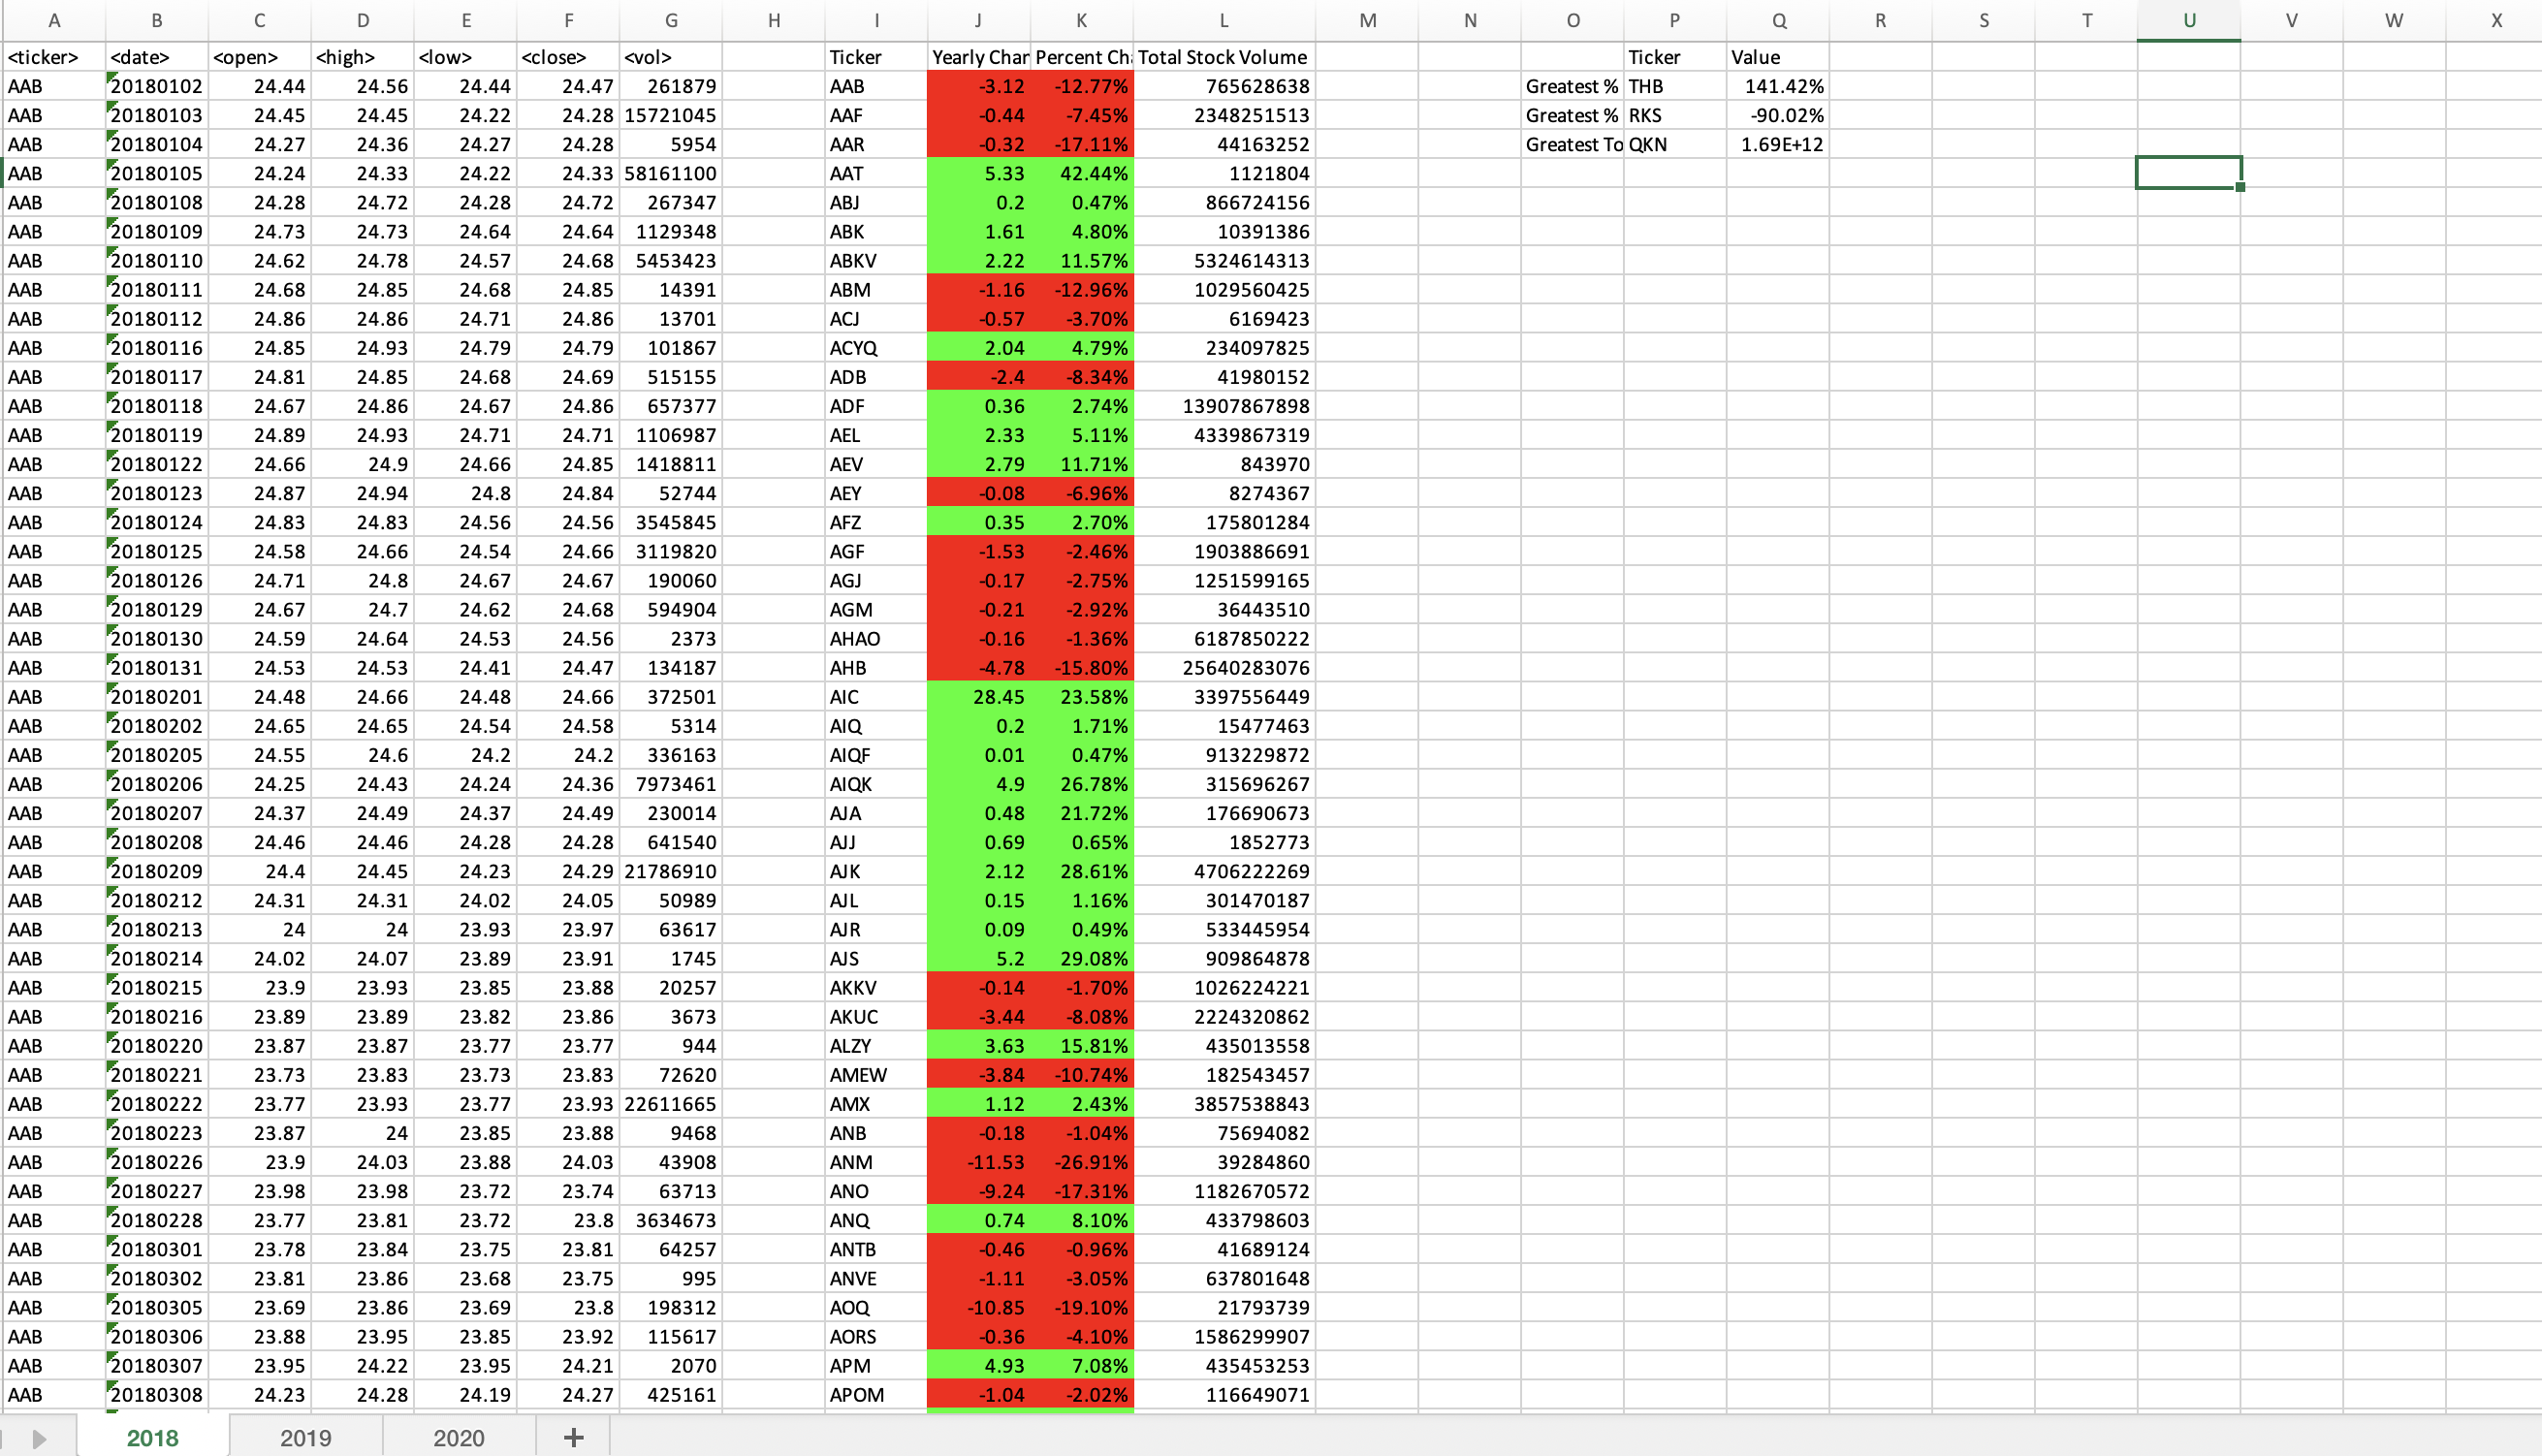 A B C D E F G H I J K L M N O P Q R S T U V W X
<ticker> <date> <open> <high> <low> <close> <vol> Ticker Yearly Char Percent Cha Total Stock Volume Ticker Value
AAB 20180102 24.44 24.56 24.44 24.47 261879 AAB -3.12 -12.77% 765628638 Greatest % THB 141.42%
AAB 20180103 24.45 24.45 24.22 24.28 15721045 AAF -0.44 -7.45% 2348251513 Greatest % RKS -90.02%
AAB 20180104 24.27 24.36 24.27 24.28 5954 AAR -0.32 -17.11% 44163252 Greatest To QKN 1.69E+12
AAB 20180105 24.24 24.33 24.22 24.33 58161100 AAT 5.33 42.44% 1121804
AAB 20180108 24.28 24.72 24.28 24.72 267347 ABJ 0.2 0.47% 866724156
AAB 20180109 24.73 24.73 24.64 24.64 1129348 ABK 1.61 4.80% 10391386
AAB 20180110 24.62 24.78 24.57 24.68 5453423 ABKV 2.22 11.57% 5324614313
AAB 20180111 24.68 24.85 24.68 24.85 14391 ABM -1.16 -12.96% 1029560425
AAB 20180112 24.86 24.86 24.71 24.86 13701 ACJ -0.57 -3.70% 6169423
AAB 20180116 24.85 24.93 24.79 24.79 101867 ACYQ 2.04 4.79% 234097825
AAB 20180117 24.81 24.85 24.68 24.69 515155 ADB -2.4 -8.34% 41980152
AAB 20180118 24.67 24.86 24.67 24.86 657377 ADF 0.36 2.74% 13907867898
AAB 20180119 24.89 24.93 24.71 24.71 1106987 AEL 2.33 5.11% 4339867319
AAB 20180122 24.66 24.9 24.66 24.85 1418811 AEV 2.79 11.71% 843970
AAB 20180123 24.87 24.94 24.8 24.84 52744 AEY -0.08 -6.96% 8274367
AAB 20180124 24.83 24.83 24.56 24.56 3545845 AFZ 0.35 2.70% 175801284
AAB 20180125 24.58 24.66 24.54 24.66 3119820 AGF -1.53 -2.46% 1903886691
AAB 20180126 24.71 24.8 24.67 24.67 190060 AGJ -0.17 -2.75% 1251599165
AAB 20180129 24.67 24.7 24.62 24.68 594904 AGM -0.21 -2.92% 36443510
AAB 20180130 24.59 24.64 24.53 24.56 2373 AHAO -0.16 -1.36% 6187850222
AAB 20180131 24.53 24.53 24.41 24.47 134187 AHB -4.78 -15.80% 25640283076
AAB 20180201 24.48 24.66 24.48 24.66 372501 AIC 28.45 23.58% 3397556449
AAB 20180202 24.65 24.65 24.54 24.58 5314 AIQ 0.2 1.71% 15477463
AAB 20180205 24.55 24.6 24.2 24.2 336163 AIQF 0.01 0.47% 913229872
AAB 20180206 24.25 24.43 24.24 24.36 7973461 AIQK 4.9 26.78% 315696267
AAB 20180207 24.37 24.49 24.37 24.49 230014 AJA 0.48 21.72% 176690673
AAB 20180208 24.46 24.46 24.28 24.28 641540 AJJ 0.69 0.65% 1852773
AAB 20180209 24.4 24.45 24.23 24.29 21786910 AJK 2.12 28.61% 4706222269
AAB 20180212 24.31 24.31 24.02 24.05 50989 AJL 0.15 1.16% 301470187
AAB 20180213 24 24 23.93 23.97 63617 AJR 0.09 0.49% 533445954
AAB 20180214 24.02 24.07 23.89 23.91 1745 AJS 5.2 29.08% 909864878
AAB 20180215 23.9 23.93 23.85 23.88 20257 AKKV -0.14 -1.70% 1026224221
AAB 20180216 23.89 23.89 23.82 23.86 3673 AKUC -3.44 -8.08% 2224320862
AAB 20180220 23.87 23.87 23.77 23.77 944 ALZY 3.63 15.81% 435013558
AAB 20180221 23.73 23.83 23.73 23.83 72620 AMEW -3.84 -10.74% 182543457
AAB 20180222 23.77 23.93 23.77 23.93 22611665 AMX 1.12 2.43% 3857538843
AAB 20180223 23.87 24 23.85 23.88 9468 ANB -0.18 -1.04% 75694082
AAB 20180226 23.9 24.03 23.88 24.03 43908 ANM -11.53 -26.91% 39284860
AAB 20180227 23.98 23.98 23.72 23.74 63713 ANO -9.24 -17.31% 1182670572
AAB 20180228 23.77 23.81 23.72 23.8 3634673 ANQ 0.74 8.10% 433798603
AAB 20180301 23.78 23.84 23.75 23.81 64257 ANTB -0.46 -0.96% 41689124
AAB 20180302 23.81 23.86 23.68 23.75 995 ANVE -1.11 -3.05% 637801648
AAB 20180305 23.69 23.86 23.69 23.8 198312 AOQ -10.85 -19.10% 21793739
AAB 20180306 23.88 23.95 23.85 23.92 115617 AORS -0.36 -4.10% 1586299907
AAB 20180307 23.95 24.22 23.95 24.21 2070 APM 4.93 7.08% 435453253
AAB 20180308 24.23 24.28 24.19 24.27 425161 APOM -1.04 -2.02% 116649071
2018 2019 2020 +